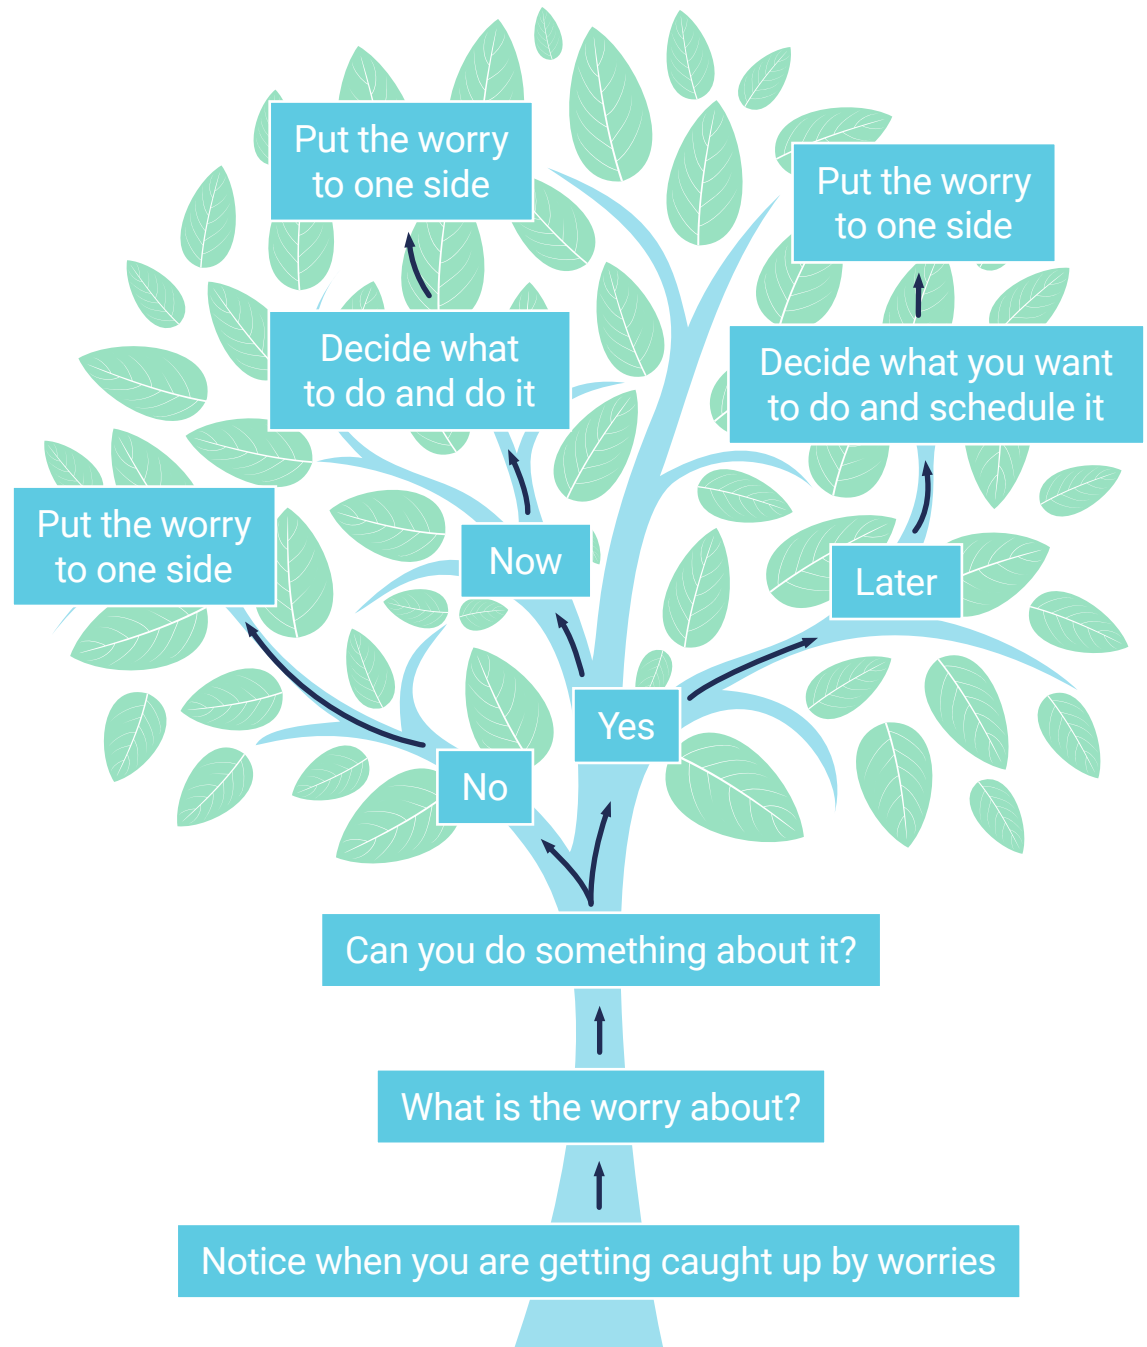 Put the worry
to one side
Put the worry
to one side
Decide what
to do and do it
Decide what you want
to do and schedule it
Put the worry
to one side
Now
Later
Yes
No
Can you do something about it?
What is the worry about?
Notice when you are getting caught up by worries